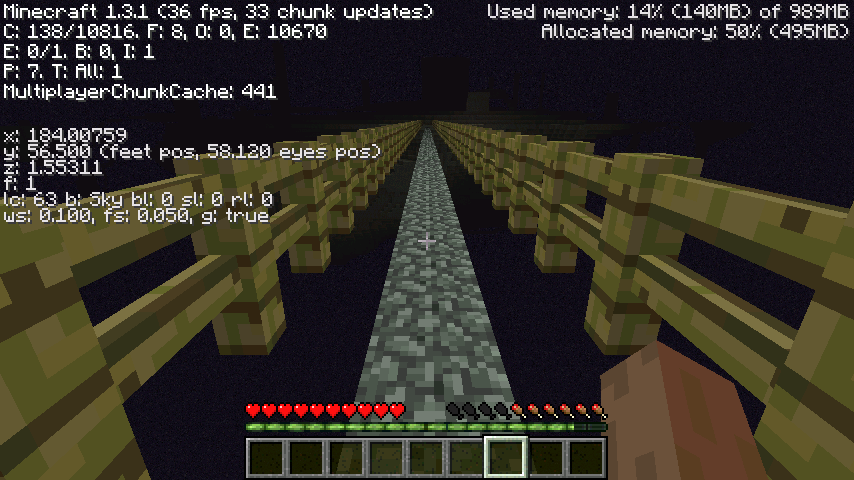 Minecraft 1.3.1 (36 fps, 33 chunk updates)
C: 138/10816. F: 8, O: 0, E: 10670
E: 0/1. B: 0, I: 1
P: 7. T: All: 1
MultiplayerChunkCache: 441
x: 184.00759
y: 56.500 (feet pos, 58.120 eyes pos)
z: 1.55311
f: 1
lc: 63 b: Sky bl: 0 sl: 0 rl: 0
ws: 0.100, fs: 0.050, g: true
Used memory: 14% (140MB) of 989MB
Allocated memory: 50% (495MB)